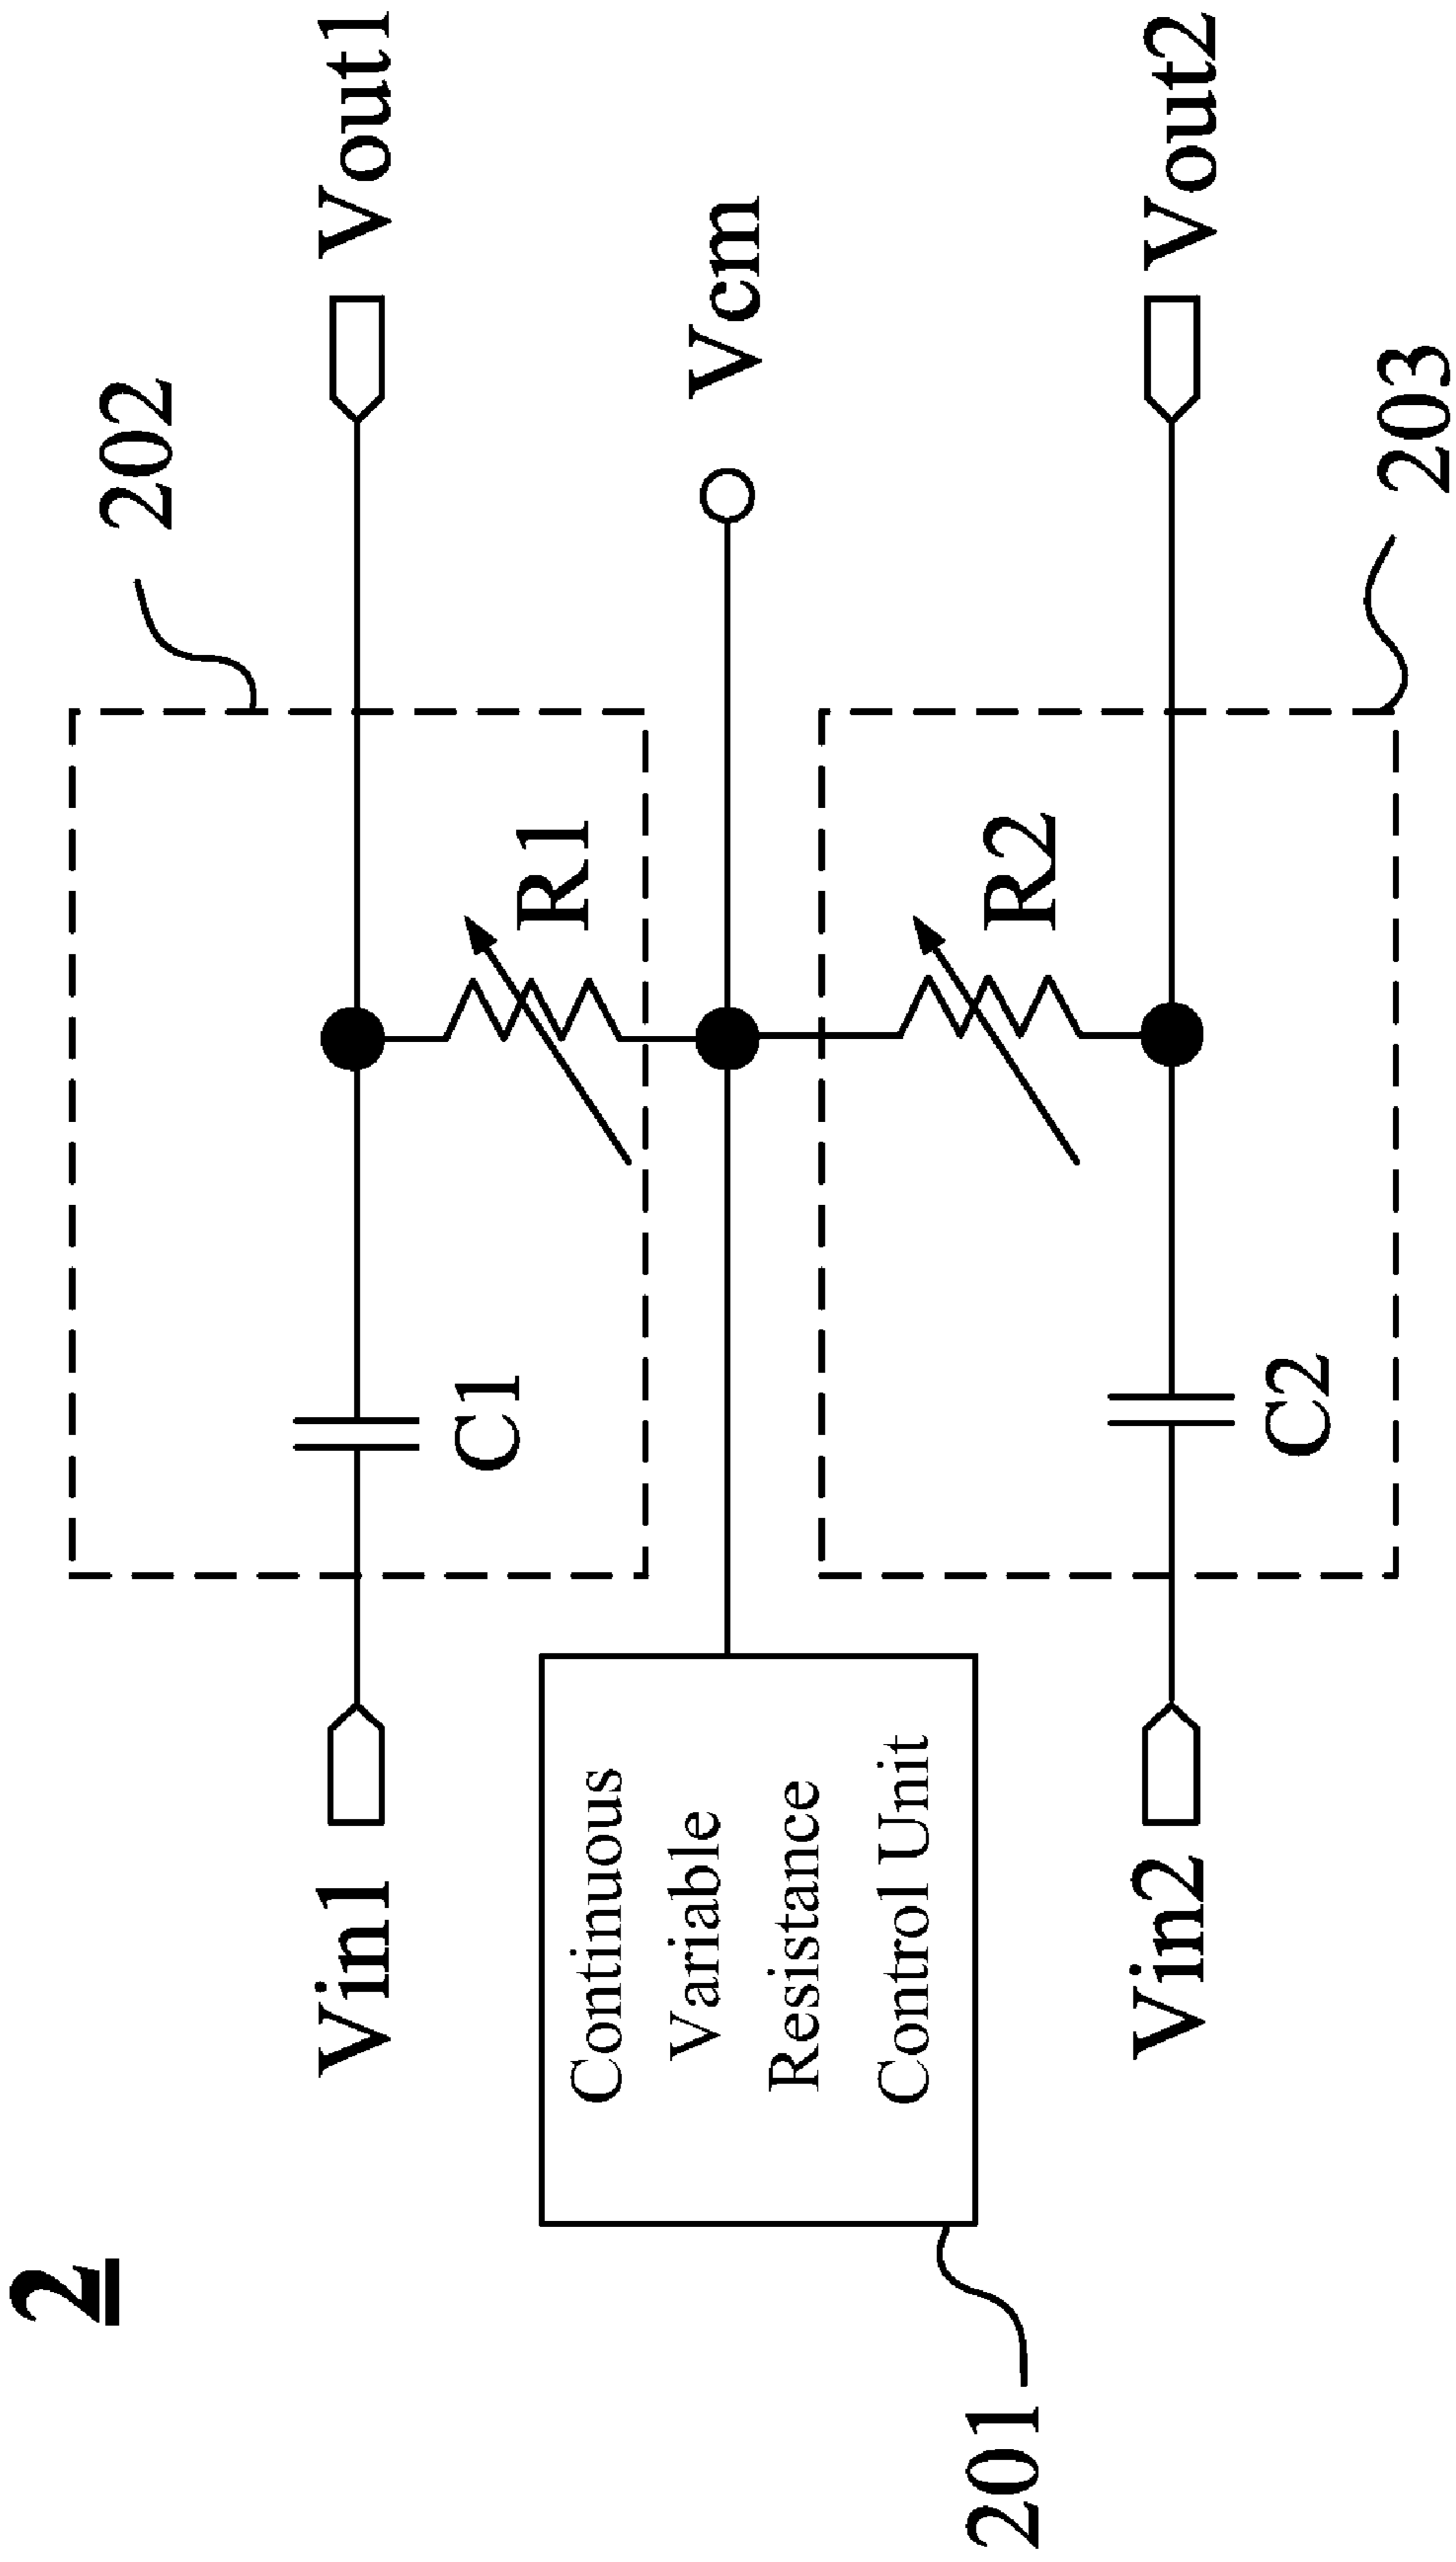 2
202
Vin1
Vout1
C1
R1
Continuous
Variable
Resistance
Control Unit
Vcm
201
R2
C2
Vin2
Vout2
203